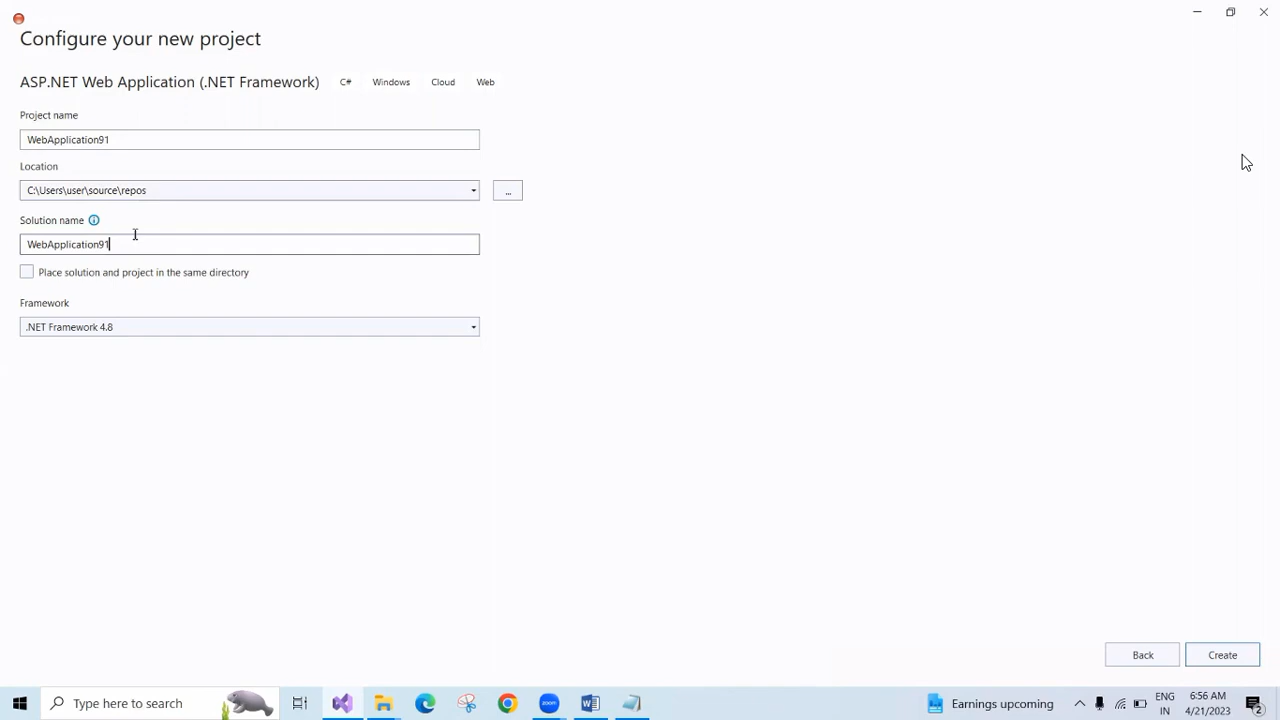 Configure your new project
ASP.NET Web Application (.NET Framework) C# Windows Cloud Web
Project name
WebApplication91
Location
C:\Users\user\source\repos
...
Solution name
WebApplication91
Place solution and project in the same directory
Framework
.NET Framework 4.8
Back Create
Type here to search
zoom
Earnings upcoming
ENG
IN
6:56 AM
4/21/2023
2